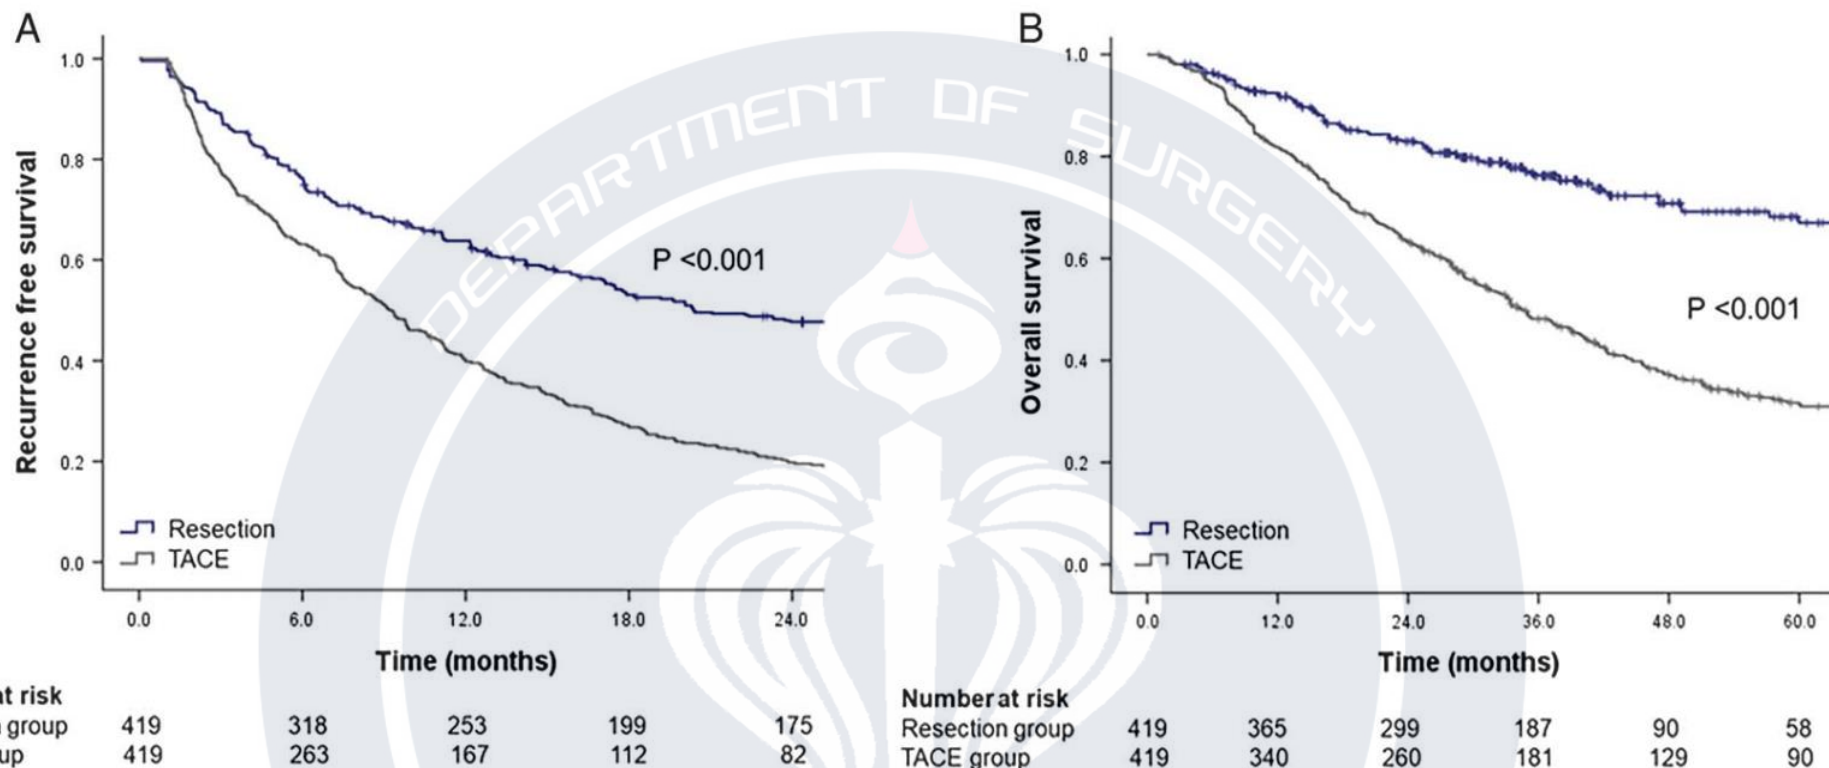 A
1.0
0.8
0.6
0.4
0.2
0.0
Recurrence free survival
P <0.001
Resection
TACE
0.0 6.0 12.0 18.0 24.0
Time (months)
at risk
group 419 318 253 199 175
419 263 167 112 82
B
1.0
0.8
0.6
0.4
0.2
0.0
Overall survival
P <0.001
Resection
TACE
0.0 12.0 24.0 36.0 48.0 60.0
Time (months)
Number at risk
Resection group 419 365 299 187 90 58
TACE group 419 340 260 181 129 90
DEPARTMENT OF SURGERY